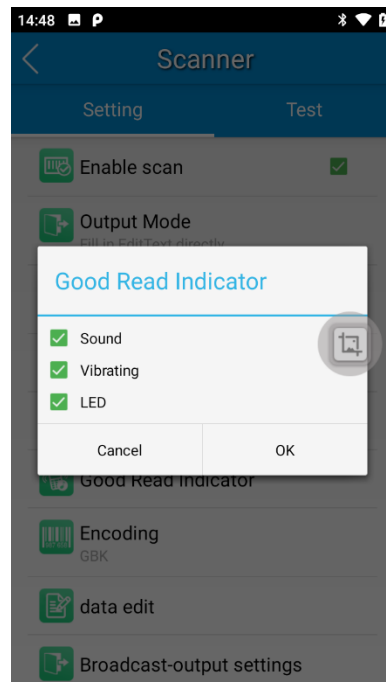 14:48
Scanner
Setting Test
Enable scan
Output Mode
Fill in EditText directly
Good Read Indicator
Sound
Vibrating
LED
Cancel OK
Good Read Indicator
Encoding
GBK
data edit
Broadcast-output settings